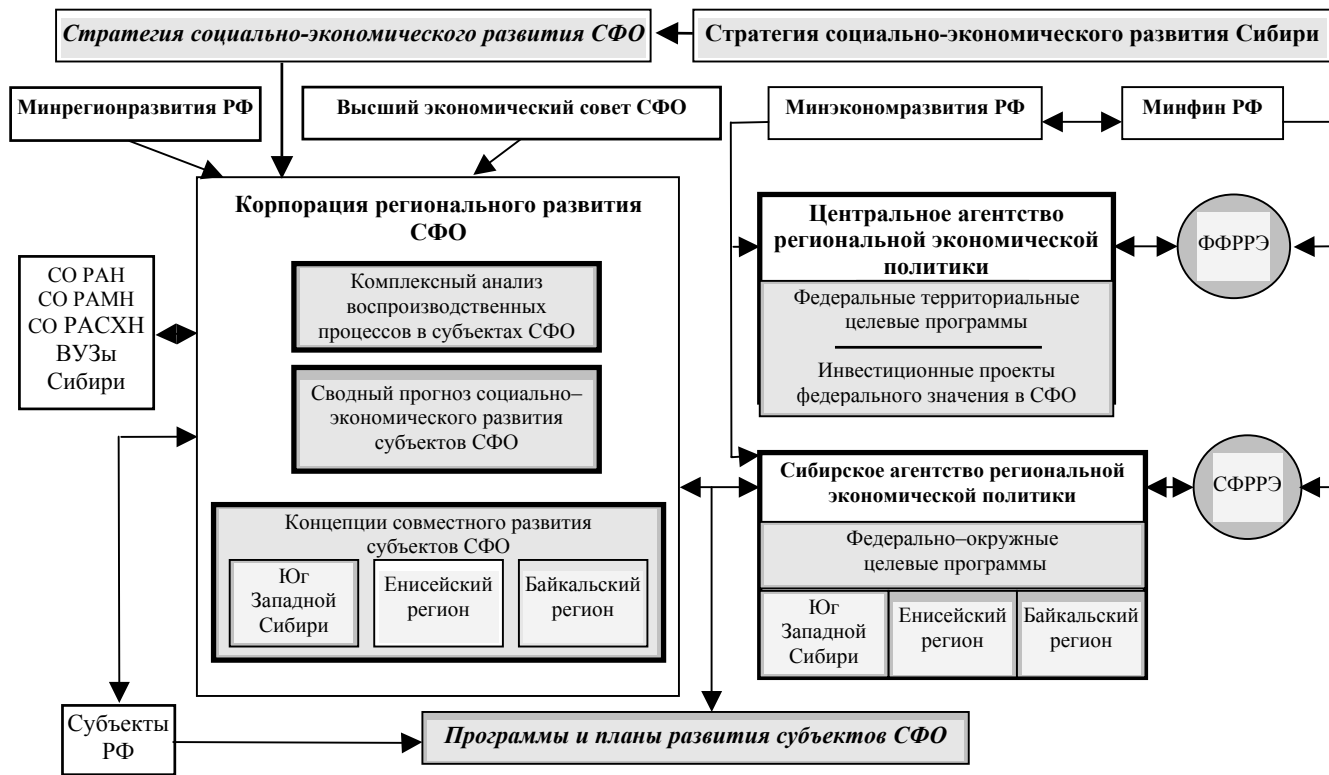 Стратегия социально-экономического развития СФО
Стратегия социально-экономического развития Сибири
Минрегионразвития РФ
Высший экономический совет СФО
Минэкономразвития РФ
Минфин РФ
Корпорация регионального развития
СФО
Комплексный анализ
воспроизводственных
процессов в субъектах СФО
Сводный прогноз социально–
экономического развития
субъектов СФО
Концепции совместного развития
субъектов СФО
Юг
Западной
Сибири
Енисейский
регион
Байкальский
регион
СО РАН
СО РАМН
СО РАСХН
ВУЗы
Сибири
Центральное агентство
региональной экономической
политики
Федеральные территориальные
целевые программы
Инвестиционные проекты
федерального значения в СФО
ФФРРЭ
Сибирское агентство региональной
экономической политики
Федерально–окружные
целевые программы
Юг
Западной
Сибири
Енисейский
регион
Байкальский
регион
СФРРЭ
Субъекты
РФ
Программы и планы развития субъектов СФО